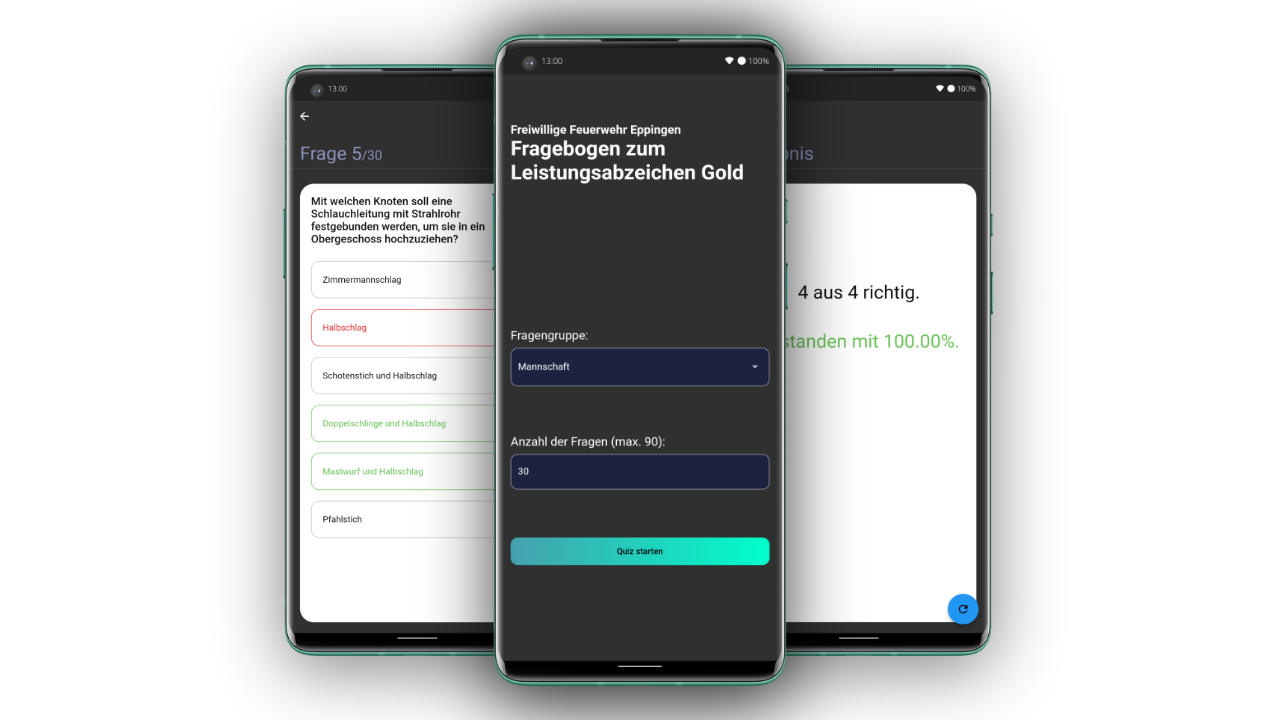 13:00
Frage 5/30
Mit welchen Knoten soll eine
Schlauchleitung mit Strahlrohr
festgebunden werden, um sie in ein
Obergeschoss hochzuziehen?
Zimmermannschlag
Halbschlag
Schotenstich und Halbschlag
Doppelschlinge und Halbschlag
Mastwurf und Halbschlag
Pfahlstich
13:00 100%
Freiwillige Feuerwehr Eppingen
Fragebogen zum
Leistungsabzeichen Gold
Fragengruppe:
Mannschaft
Anzahl der Fragen (max. 90):
30
Quiz starten
100%
nis
4 aus 4 richtig.
standen mit 100.00%.